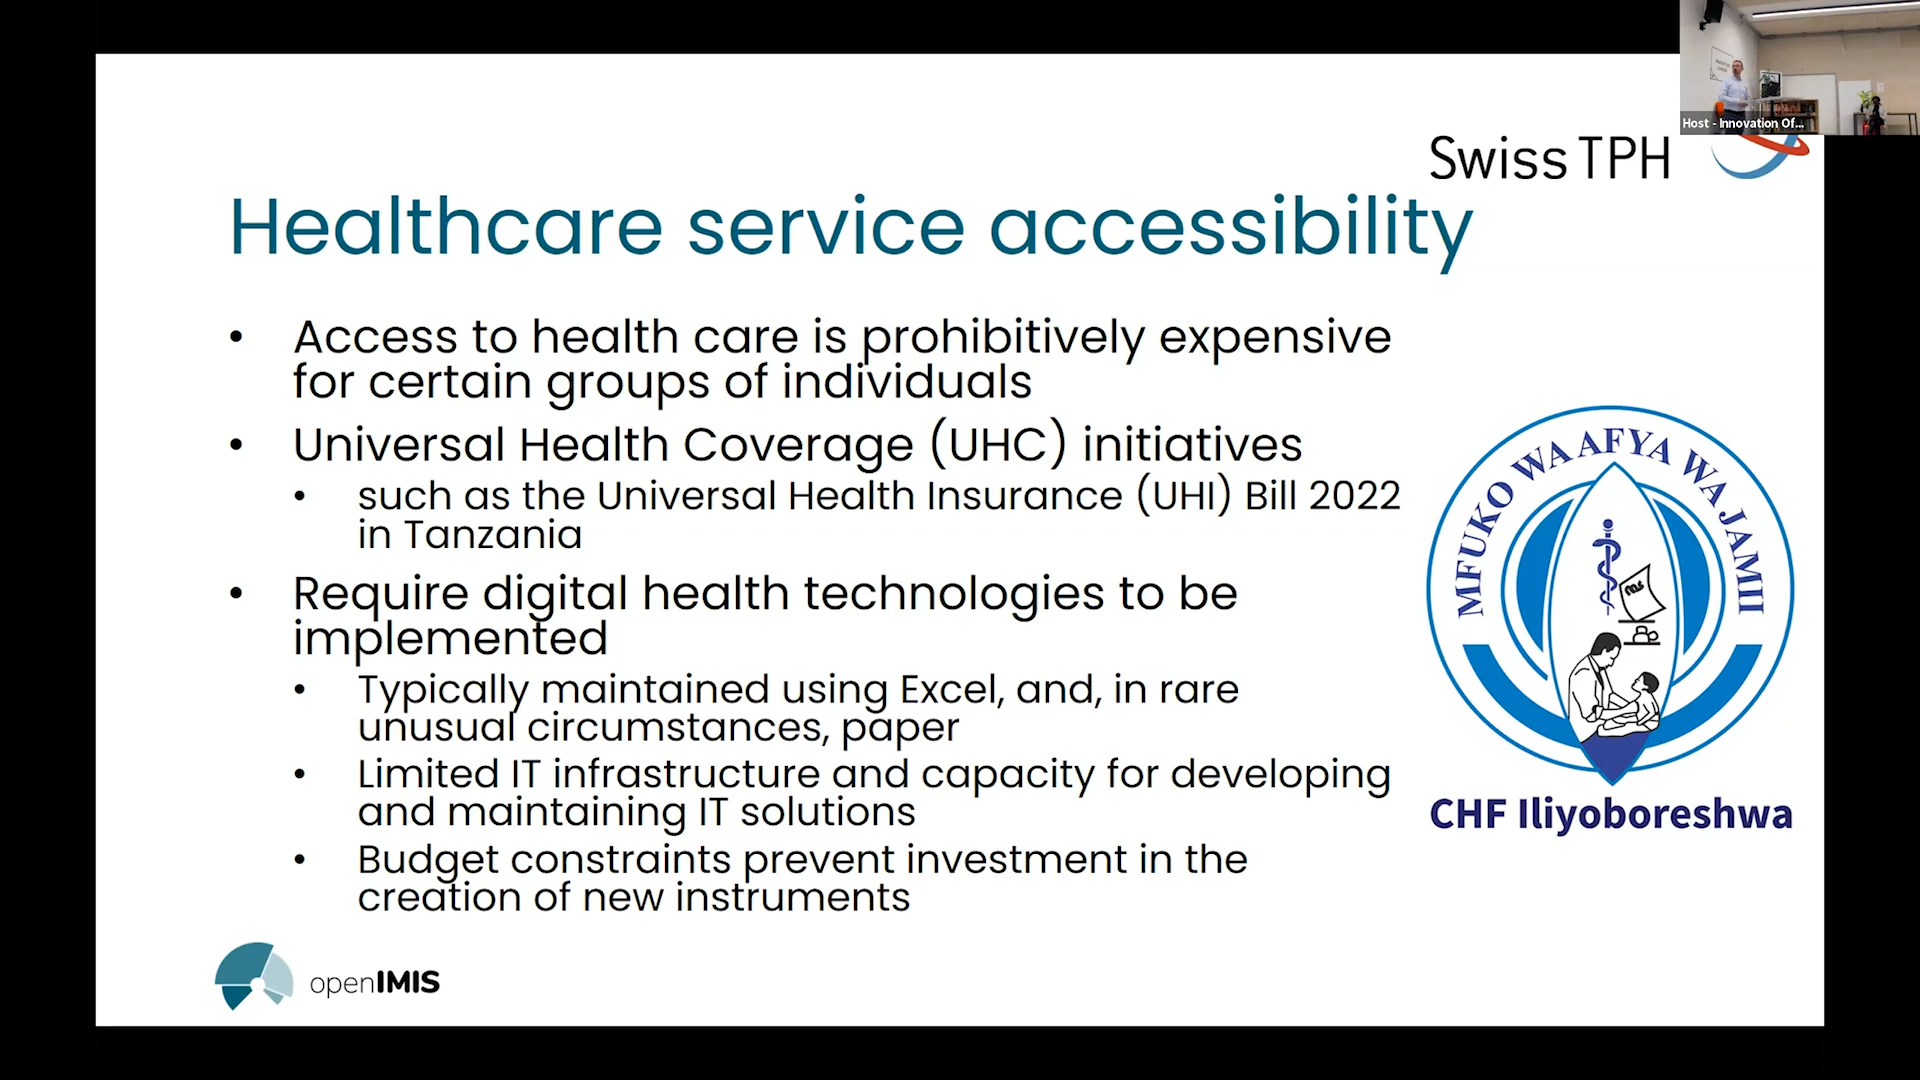 Host - Innovation Of...
Swiss TPH
Healthcare service accessibility
• Access to health care is prohibitively expensive
for certain groups of individuals
• Universal Health Coverage (UHC) initiatives
• such as the Universal Health Insurance (UHI) Bill 2022
in Tanzania
• Require digital health technologies to be
implemented
• Typically maintained using Excel, and, in rare
unusual circumstances, paper
• Limited IT infrastructure and capacity for developing
and maintaining IT solutions
• Budget constraints prevent investment in the
creation of new instruments
MFUKO WA AFYA WA JAMII
CHF Iliyoboreshwa
openIMIS